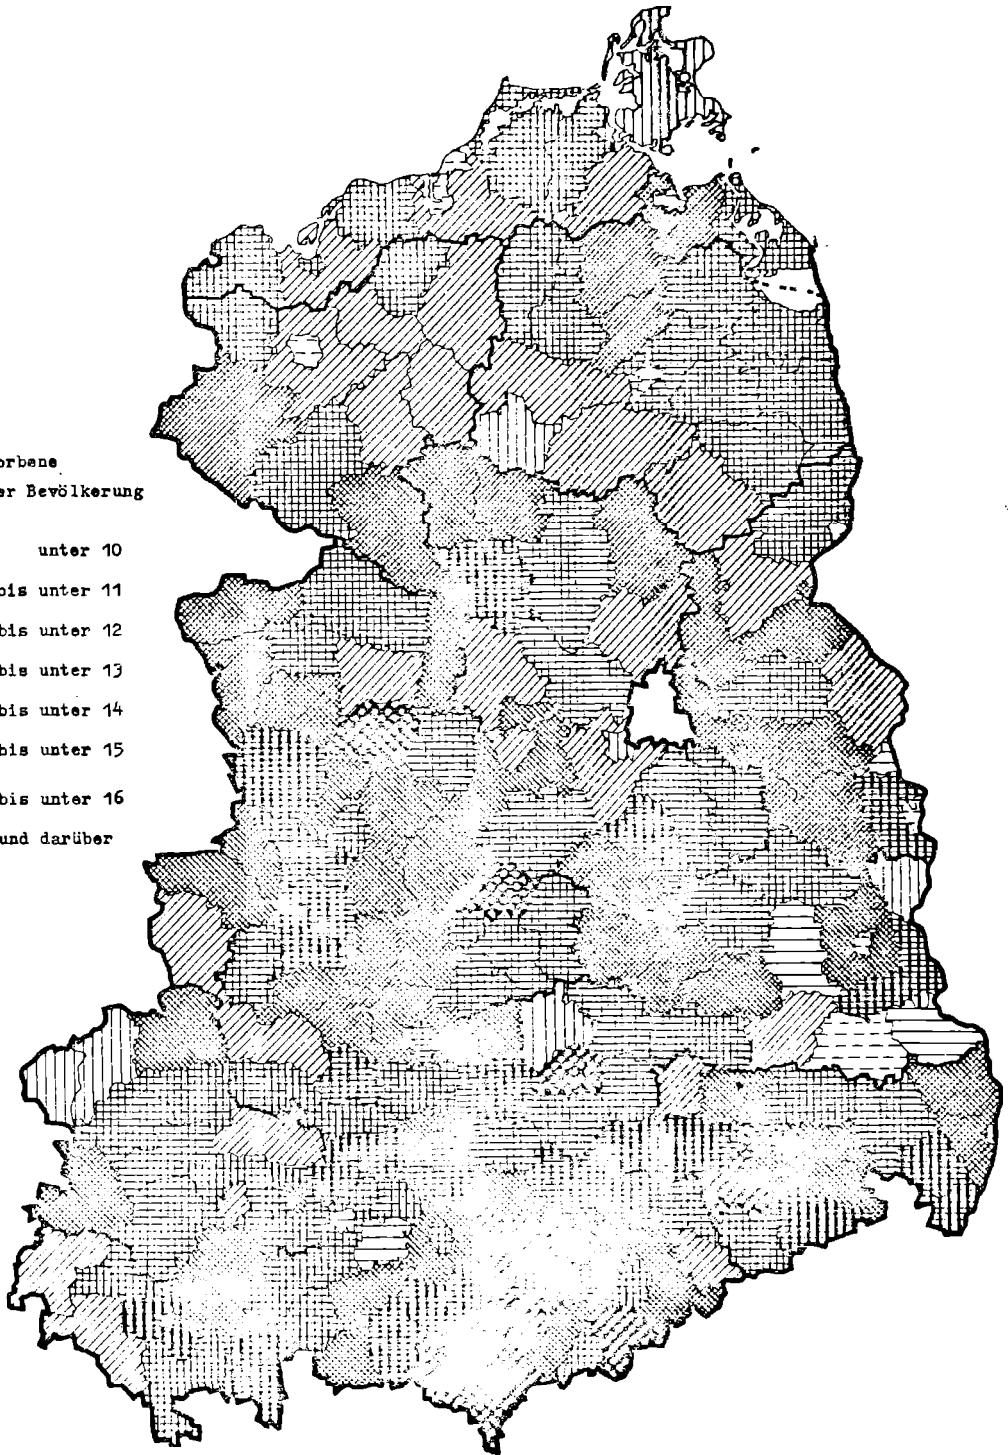 orbene
er Bevölkerung
unter 10
bis unter 11
bis unter 12
bis unter 13
bis unter 14
bis unter 15
bis unter 16
und darüber